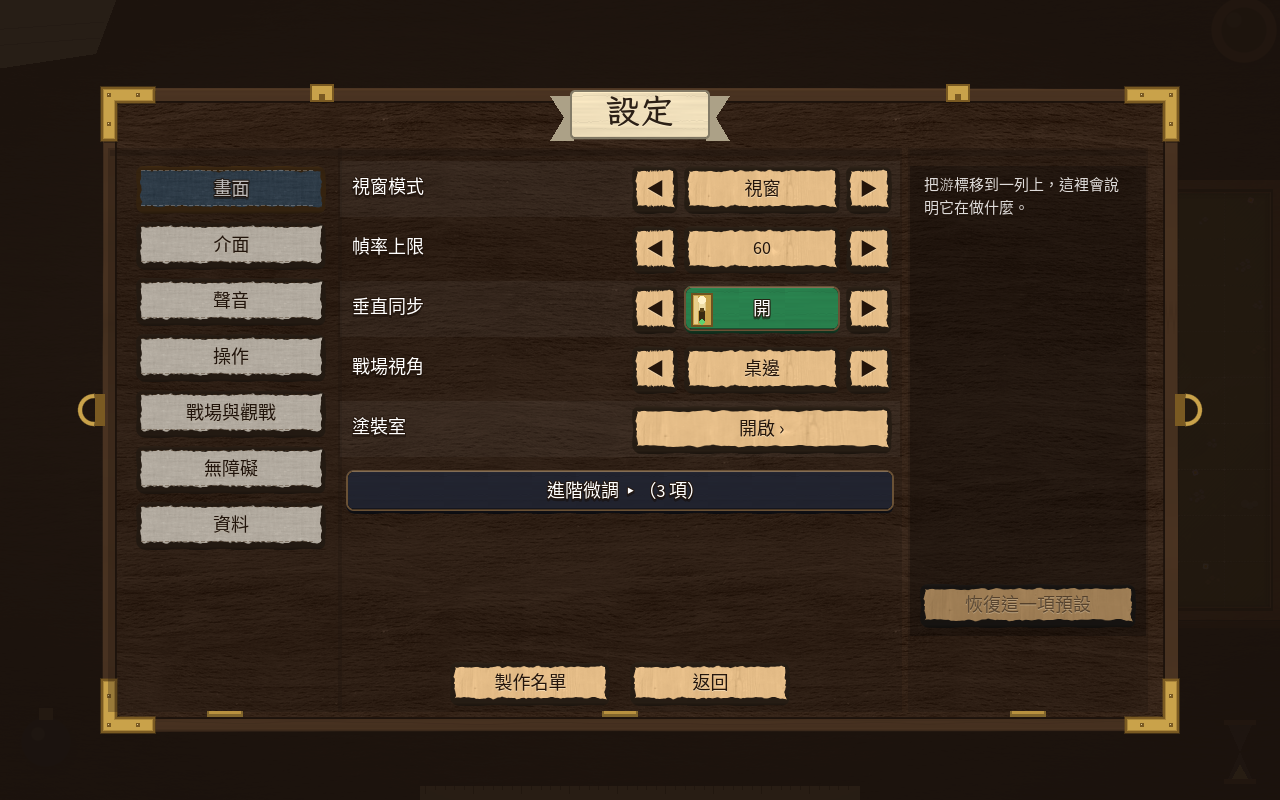 設定
畫面
介面
聲音
操作
戰場與觀戰
無障礙
資料
視窗模式
視窗
幀率上限
60
垂直同步
開
戰場視角
桌邊
塗裝室
開啟 ›
進階微調 ▸ （3 項）
把游標移到一列上，這裡會說
明它在做什麼。
恢復這一項預設
製作名單
返回